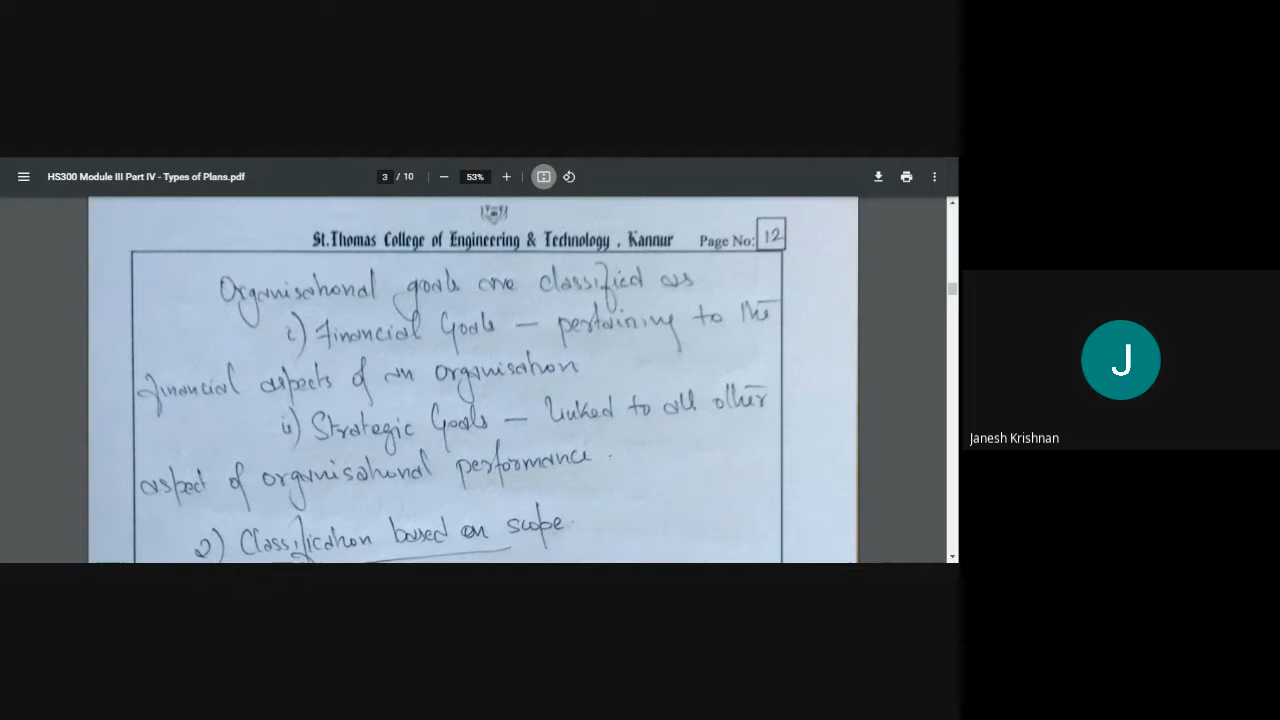 HS300 Module III Part IV - Types of Plans.pdf
3 / 10
53%
St.Thomas College of Engineering & Technology , Kannur Page No: 12
Organisational goals are classified as
i) Financial Goals – pertaining to the
financial aspects of an organisation
ii) Strategic Goals – linked to all other
aspect of organisational performance.
2) Classification based on scope.
J
Janesh Krishnan